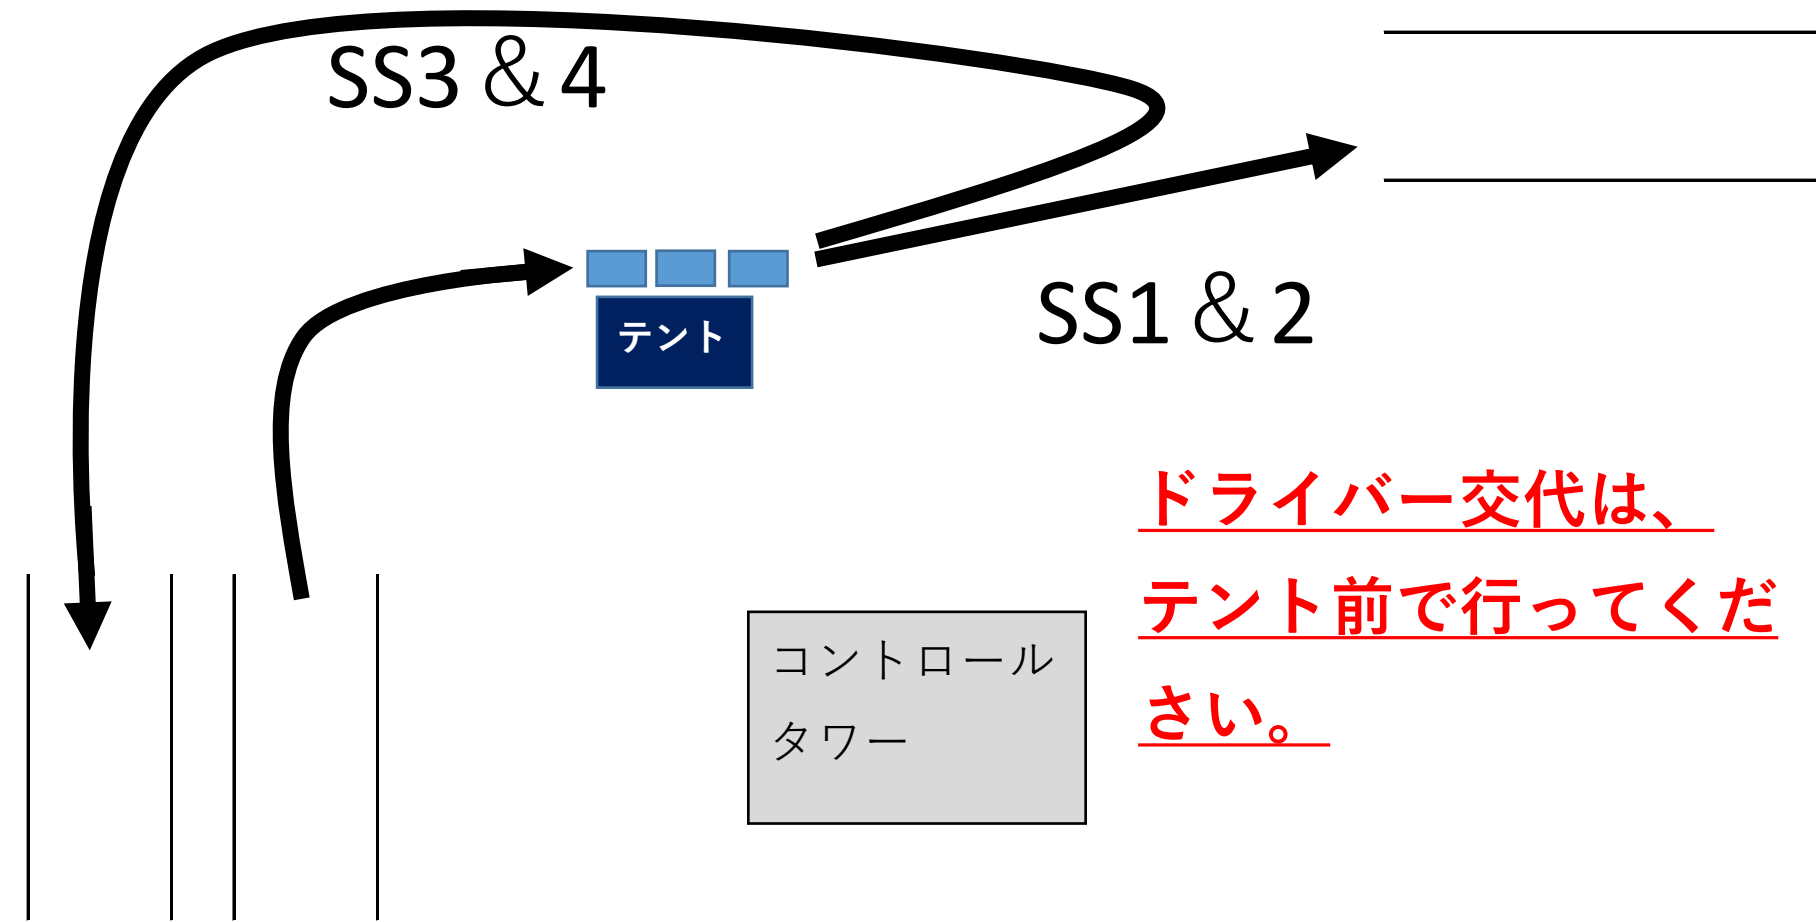 SS3 & 4
テント
SS1 & 2
ドライバー交代は、
テント前で行ってくだ
さい。
コントロール
タワー